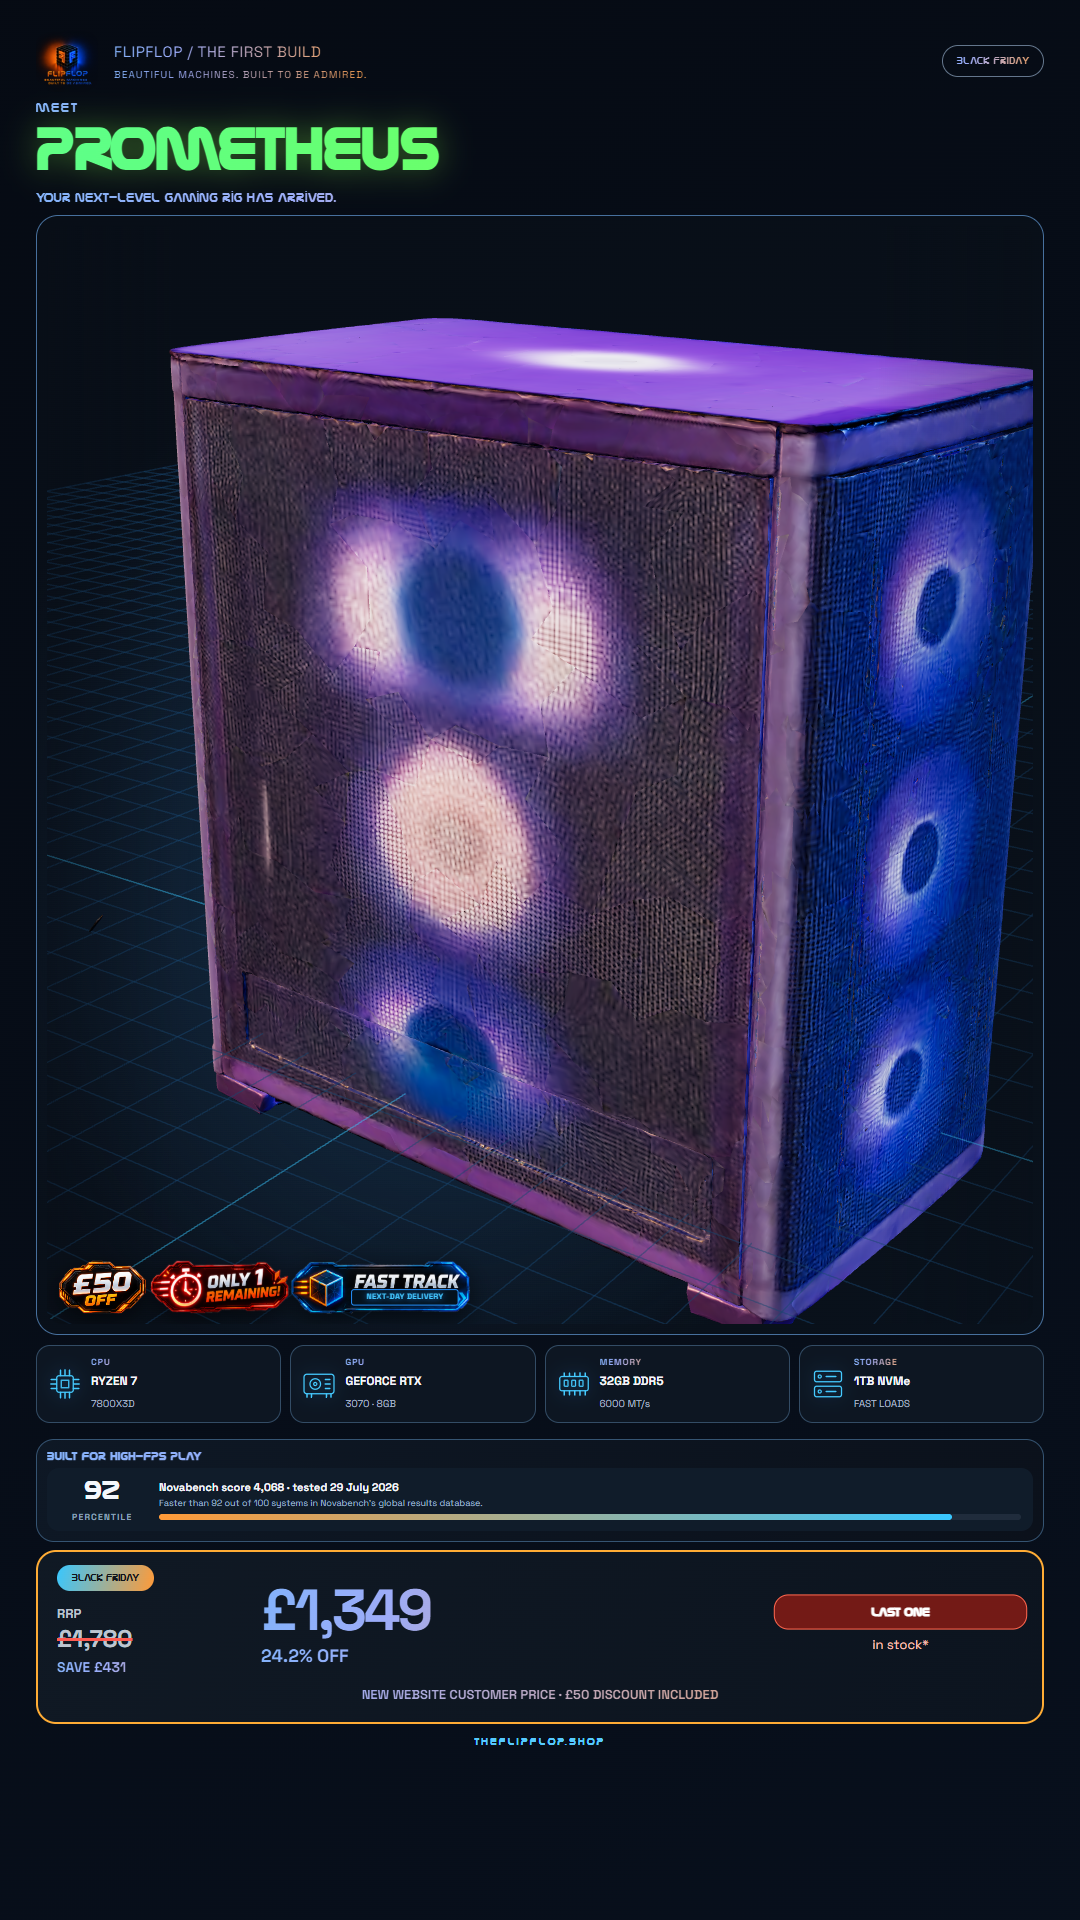 FLIPFLOP
FLIPFLOP / THE FIRST BUILD
BEAUTIFUL MACHINES. BUILT TO BE ADMIRED.
BLACK FRIDAY
MEET
PROMETHEUS
YOUR NEXT-LEVEL GAMING RIG HAS ARRIVED.
£50
OFF
ONLY 1
REMAINING!
FAST TRACK
NEXT-DAY DELIVERY
CPU
RYZEN 7
7800X3D
GPU
GEFORCE RTX
3070 · 8GB
MEMORY
32GB DDR5
6000 MT/s
STORAGE
1TB NVMe
FAST LOADS
BUILT FOR HIGH-FPS PLAY
92
PERCENTILE
Novabench score 4,068 · tested 29 July 2026
Faster than 92 out of 100 systems in Novabench's global results database.
BLACK FRIDAY
RRP
£1,780
SAVE £431
£1,349
24.2% OFF
LAST ONE
in stock*
NEW WEBSITE CUSTOMER PRICE · £50 DISCOUNT INCLUDED
THEFLIPFLOP.SHOP